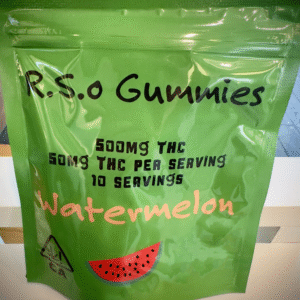 R.S.o Gummies
500Mg THC
50Mg THC PER SERVINg
10 SERVINgS
Watermelon
CA